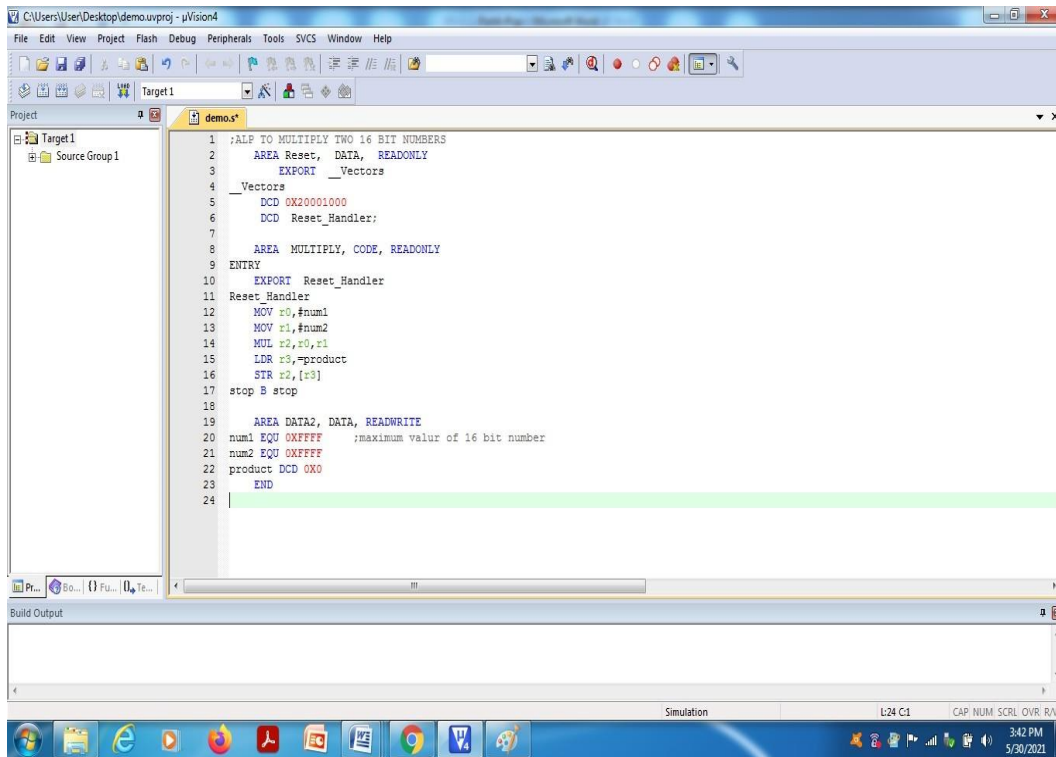 C:\Users\User\Desktop\demo.uvproj - µVision4
File Edit View Project Flash Debug Peripherals Tools SVCS Window Help
LOAD Target 1
Project
demo.s*
Target 1
Source Group 1
1 ;ALP TO MULTIPLY TWO 16 BIT NUMBERS
2 AREA Reset, DATA, READONLY
3 EXPORT __Vectors
4 __Vectors
5 DCD 0X20001000
6 DCD Reset_Handler;
7
8 AREA MULTIPLY, CODE, READONLY
9 ENTRY
10 EXPORT Reset_Handler
11 Reset_Handler
12 MOV r0,#num1
13 MOV r1,#num2
14 MUL r2,r0,r1
15 LDR r3,=product
16 STR r2,[r3]
17 stop B stop
18
19 AREA DATA2, DATA, READWRITE
20 num1 EQU 0XFFFF ;maximum valur of 16 bit number
21 num2 EQU 0XFFFF
22 product DCD 0X0
23 END
24
Pr... Bo... {} Fu... Te...
Build Output
Simulation L:24 C:1 CAP NUM SCRL OVR R/
3:42 PM
5/30/2021